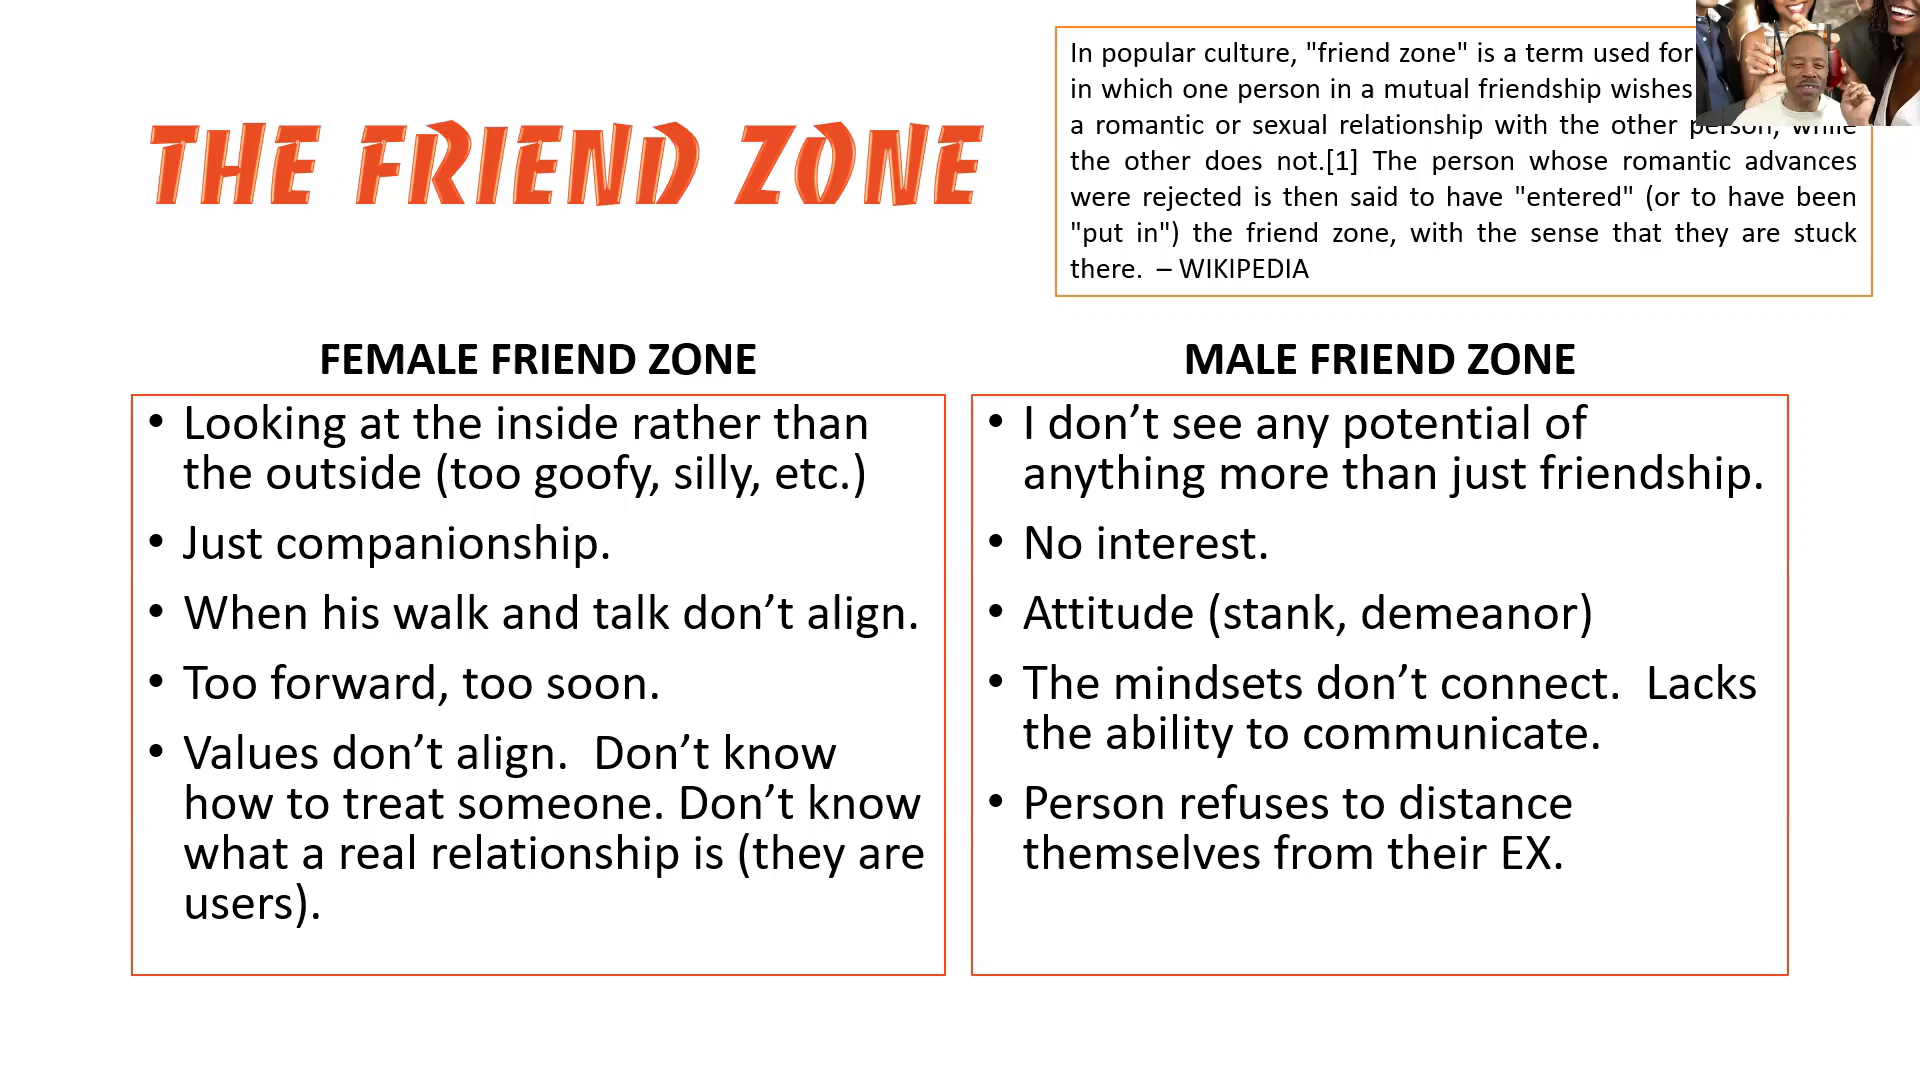 THE FRIEND ZONE
In popular culture, "friend zone" is a term used for
in which one person in a mutual friendship wishes
a romantic or sexual relationship with the other person, while
the other does not.[1] The person whose romantic advances
were rejected is then said to have "entered" (or to have been
"put in") the friend zone, with the sense that they are stuck
there. – WIKIPEDIA
FEMALE FRIEND ZONE
• Looking at the inside rather than
the outside (too goofy, silly, etc.)
• Just companionship.
• When his walk and talk don’t align.
• Too forward, too soon.
• Values don’t align.  Don’t know
how to treat someone. Don’t know
what a real relationship is (they are
users).
MALE FRIEND ZONE
• I don’t see any potential of
anything more than just friendship.
• No interest.
• Attitude (stank, demeanor)
• The mindsets don’t connect.  Lacks
the ability to communicate.
• Person refuses to distance
themselves from their EX.